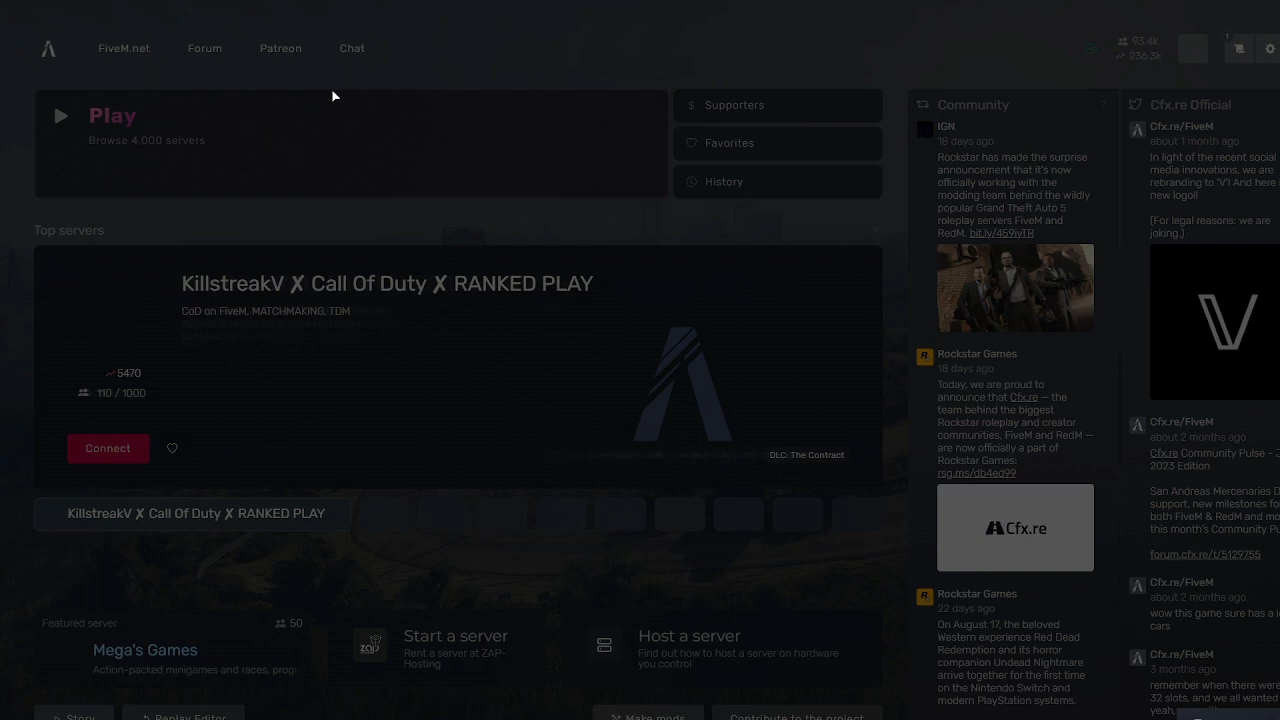 FiveM.net Forum Patreon Chat
93.4k
236.3k
1
Play
Browse 4,000 servers
$ Supporters
Favorites
History
Top servers
KillstreakV ✘ Call Of Duty ✘ RANKED PLAY
CoD on FiveM, MATCHMAKING, TDM
5470
110 / 1000
Connect
DLC: The Contract
KillstreakV ✘ Call Of Duty ✘ RANKED PLAY
Featured server
50
Mega's Games
Action-packed minigames and races, prog
zap
Start a server
Rent a server at ZAP-
Hosting
Host a server
Find out how to host a server on hardware
you control
Story
Replay Editor
Make mods
Contribute to the project
Community
?
IGN
18 days ago
Rockstar has made the surprise
announcement that it's now
officially working with the
modding team behind the wildly
popular Grand Theft Auto 5
roleplay servers FiveM and
RedM. bit.ly/459iyTR
Rockstar Games
18 days ago
Today, we are proud to
announce that Cfx.re — the
team behind the biggest
Rockstar roleplay and creator
communities, FiveM and RedM —
are now officially a part of
Rockstar Games:
rsg.ms/db4ed99
Cfx.re
Rockstar Games
22 days ago
On August 17, the beloved
Western experience Red Dead
Redemption and its horror
companion Undead Nightmare
arrive together for the first time
on the Nintendo Switch and
modern PlayStation systems.
Cfx.re Official
Cfx.re/FiveM
about 1 month ago
In light of the recent social
media innovations, we are
rebranding to 'V'! And here i
new logo!!
[For legal reasons: we are
joking.]
V
Cfx.re/FiveM
about 2 months ago
Cfx.re Community Pulse – J
2023 Edition
San Andreas Mercenaries D
support, new milestones fo
both FiveM & RedM and mo
this month's Community Pu
forum.cfx.re/t/5129755
Cfx.re/FiveM
about 2 months ago
wow this game sure has a l
cars
Cfx.re/FiveM
3 months ago
remember when there were
32 slots, and we all wanted
yeah,